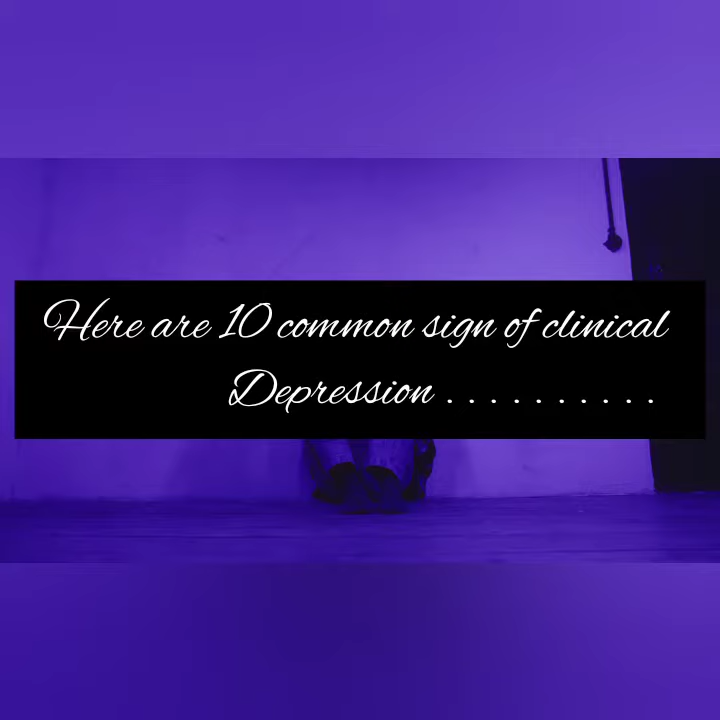 Here are 10 common sign of clinical
Depression . . . . . . . . . .